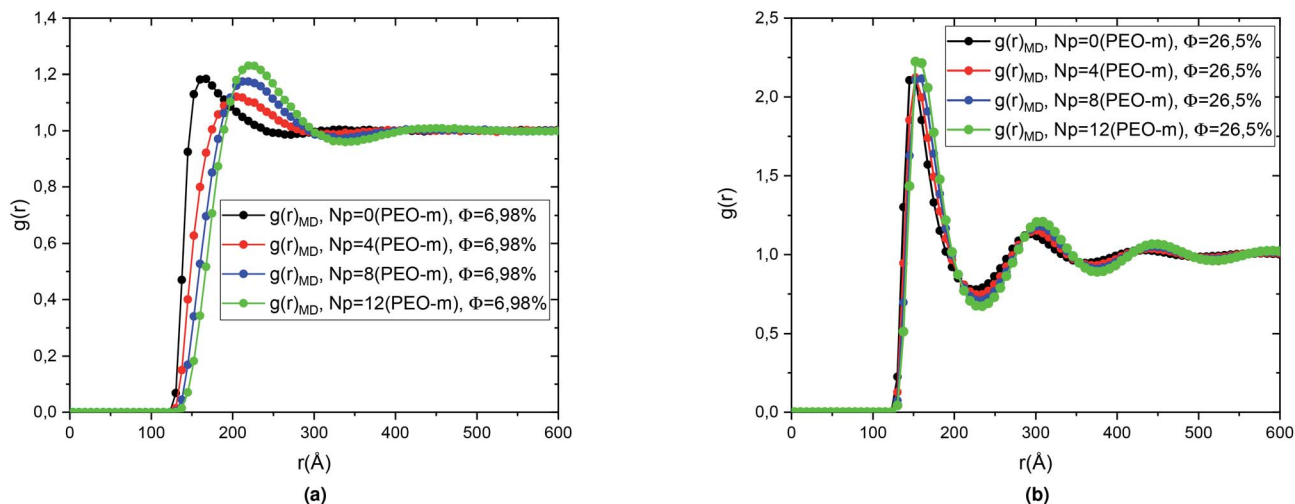 1,4
1,2
1,0
0,8
0,6
0,4
0,2
0,0
g(r)
g(r)MD, Np=0(PEO-m), Φ=6,98%
g(r)MD, Np=4(PEO-m), Φ=6,98%
g(r)MD, Np=8(PEO-m), Φ=6,98%
g(r)MD, Np=12(PEO-m), Φ=6,98%
0 100 200 300 400 500 600
r(Å)
(a)
2,5
2,0
1,5
1,0
0,5
0,0
g(r)
g(r)MD, Np=0(PEO-m), Φ=26,5%
g(r)MD, Np=4(PEO-m), Φ=26,5%
g(r)MD, Np=8(PEO-m), Φ=26,5%
g(r)MD, Np=12(PEO-m), Φ=26,5%
0 100 200 300 400 500 600
r(Å)
(b)